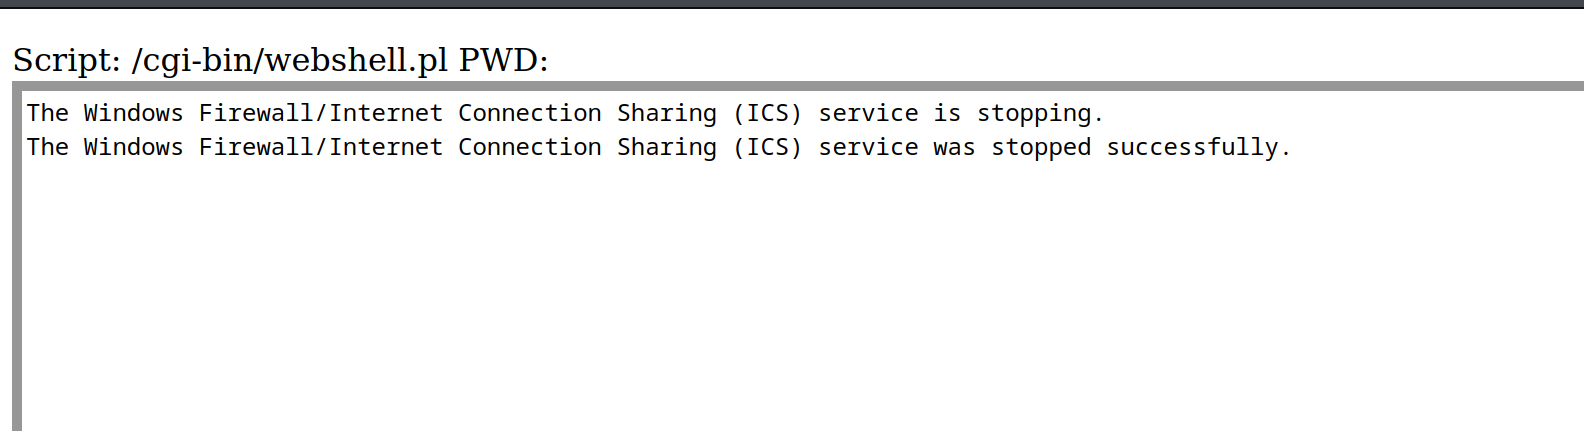 Script: /cgi-bin/webshell.pl PWD:
The Windows Firewall/Internet Connection Sharing (ICS) service is stopping.
The Windows Firewall/Internet Connection Sharing (ICS) service was stopped successfully.